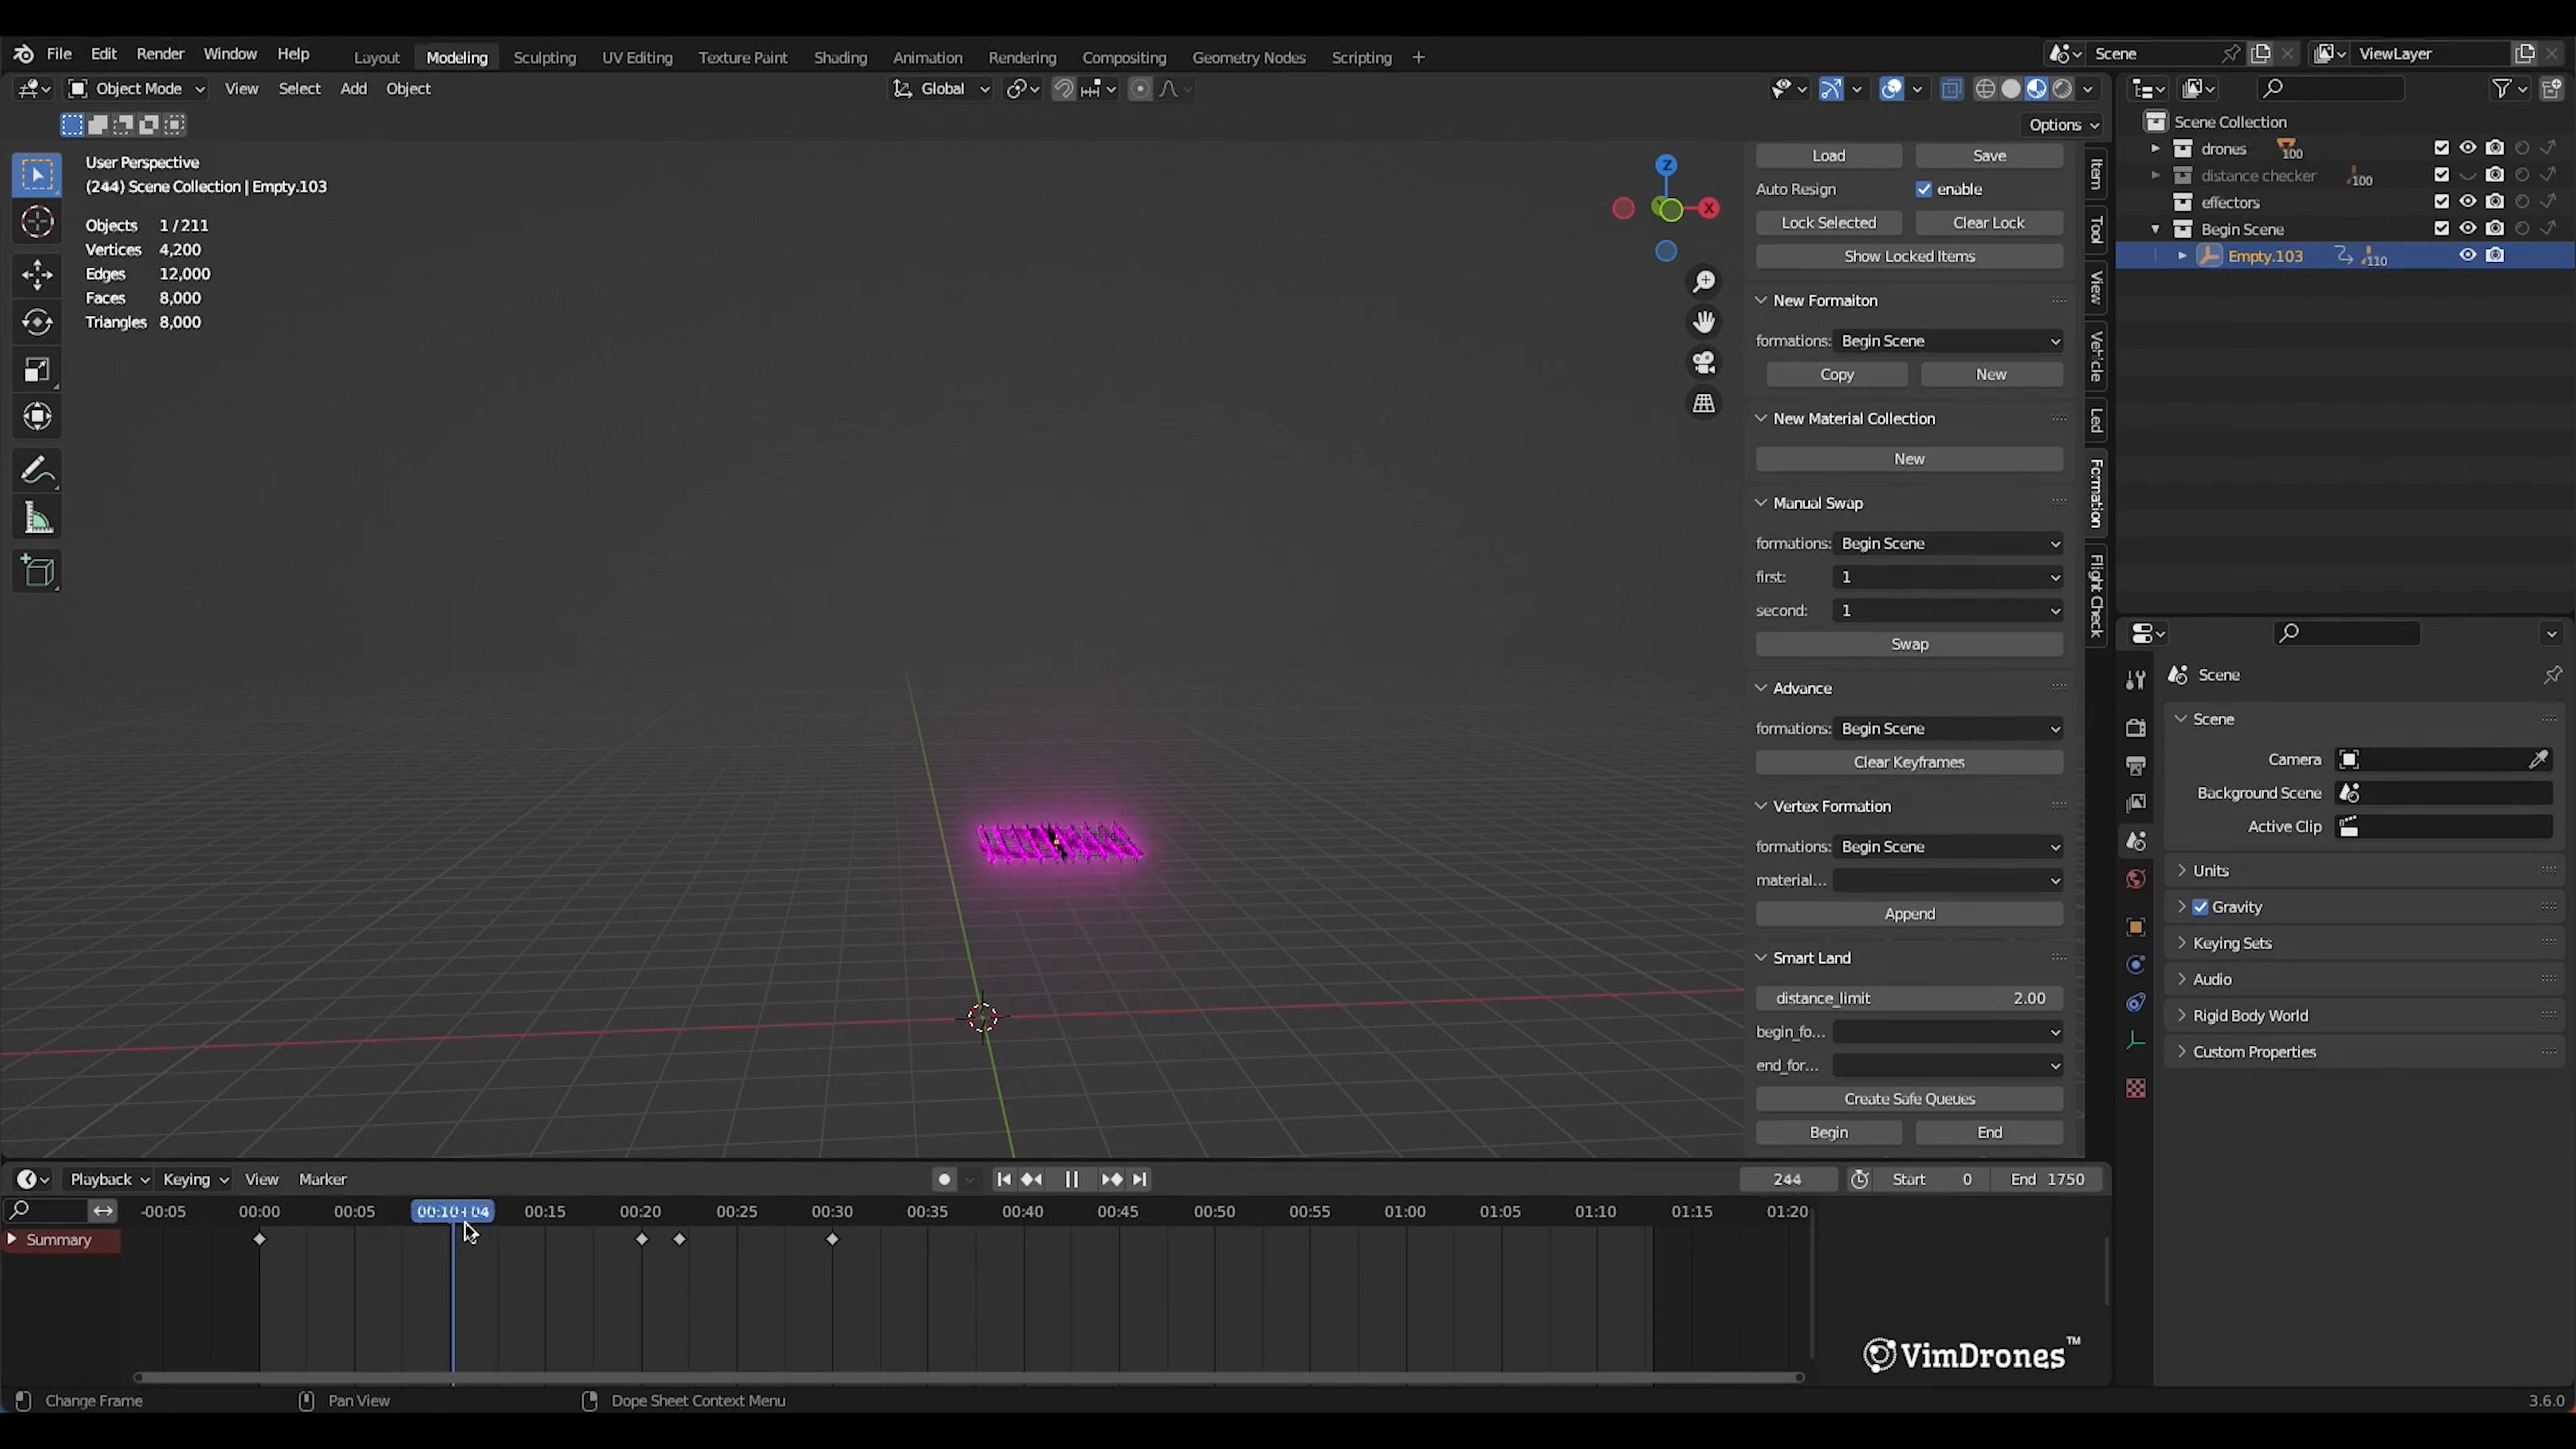 File Edit Render Window Help Layout Modeling Sculpting UV Editing Texture Paint Shading Animation Rendering Compositing Geometry Nodes Scripting + Scene ViewLayer
Object Mode View Select Add Object Global
Options
User Perspective
(244) Scene Collection | Empty.103
Objects 1 / 211
Vertices 4,200
Edges 12,000
Faces 8,000
Triangles 8,000
Z
X
Load Save
Auto Resign enable
Lock Selected Clear Lock
Show Locked Items
New Formaiton
formations: Begin Scene
Copy New
New Material Collection
New
Manual Swap
formations: Begin Scene
first: 1
second: 1
Swap
Advance
formations: Begin Scene
Clear Keyframes
Vertex Formation
formations: Begin Scene
material...
Append
Smart Land
distance_limit 2.00
begin_fo...
end_for...
Create Safe Queues
Begin End
Item
Tool
View
Vehicle
Led
Formation
Flight Check
Scene Collection
drones 100
distance checker 100
effectors
Begin Scene
Empty.103 110
Scene
Scene
Camera
Background Scene
Active Clip
Units
Gravity
Keying Sets
Audio
Rigid Body World
Custom Properties
Playback Keying View Marker 244 Start 0 End 1750
-00:05 00:00 00:05 00:10+04 00:15 00:20 00:25 00:30 00:35 00:40 00:45 00:50 00:55 01:00 01:05 01:10 01:15 01:20
Summary
VimDrones™
Change Frame Pan View Dope Sheet Context Menu 3.6.0